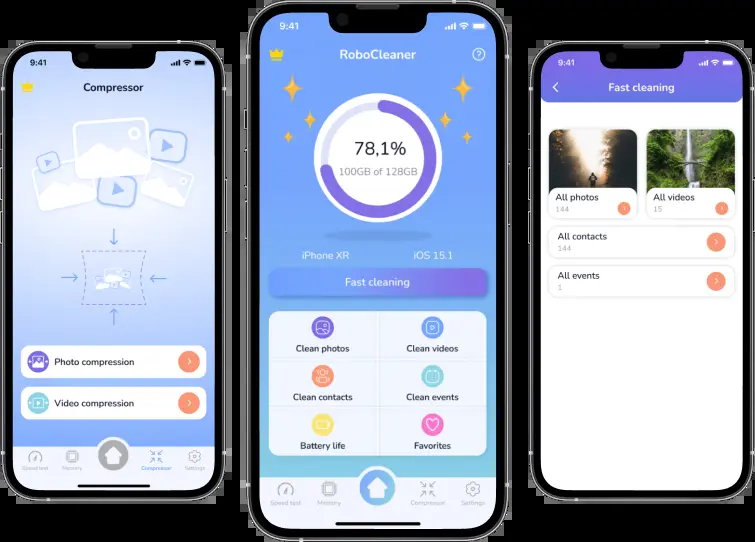 9:41
Compressor
Photo compression
Video compression
Speed test
Memory
Compressor
Settings
9:41
RoboCleaner
?
78,1%
100GB of 128GB
iPhone XR
iOS 15.1
Fast cleaning
Clean photos
Clean videos
Clean contacts
Clean events
Battery life
Favorites
Speed test
Memory
Compressor
Settings
9:41
Fast cleaning
All photos
144
All videos
15
All contacts
144
All events
1